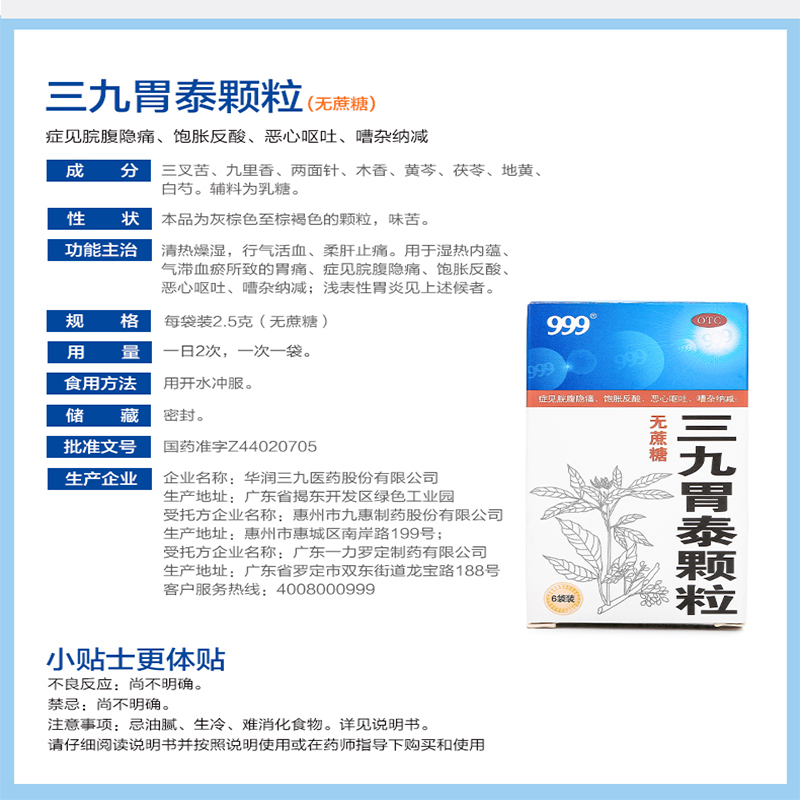 三九胃泰颗粒(无蔗糖)
症见脘腹隐痛、饱胀反酸、恶心呕吐、嘈杂纳减
成 分 三叉苦、九里香、两面针、木香、黄芩、茯苓、地黄、
白芍。辅料为乳糖。
性 状 本品为灰棕色至棕褐色的颗粒，味苦。
功能主治 清热燥湿，行气活血、柔肝止痛。用于湿热内蕴、
气滞血瘀所致的胃痛、症见脘腹隐痛、饱胀反酸、
恶心呕吐、嘈杂纳减；浅表性胃炎见上述候者。
规 格 每袋装2.5克（无蔗糖）
用 量 一日2次，一次一袋。
食用方法 用开水冲服。
储 藏 密封。
批准文号 国药准字Z44020705
生产企业 企业名称：华润三九医药股份有限公司
生产地址：广东省揭东开发区绿色工业园
受托方企业名称：惠州市九惠制药股份有限公司
生产地址：惠州市惠城区南岸路199号；
受托方企业名称：广东一力罗定制药有限公司
生产地址：广东省罗定市双东街道龙宝路188号
客户服务热线：4008000999
999®
OTC
999
999
症见脘腹隐痛、饱胀反酸、恶心呕吐、嘈杂纳减
无蔗糖
三九胃泰颗粒
6袋装
小贴士更体贴
不良反应：尚不明确。
禁忌：尚不明确。
注意事项：忌油腻、生冷、难消化食物。详见说明书。
请仔细阅读说明书并按照说明使用或在药师指导下购买和使用